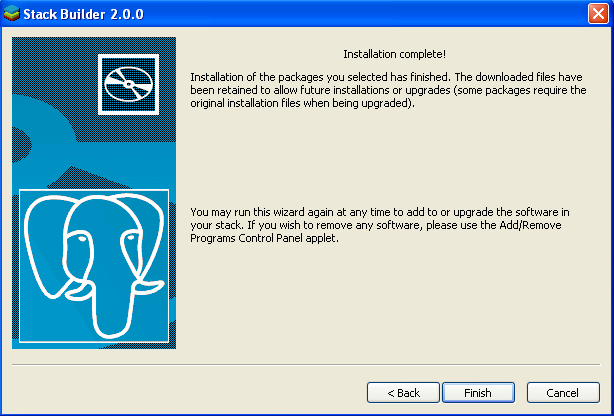 Stack Builder 2.0.0
Installation complete!
Installation of the packages you selected has finished. The downloaded files have
been retained to allow future installations or upgrades (some packages require the
original installation files when being upgraded).
You may run this wizard again at any time to add to or upgrade the software in
your stack. If you wish to remove any software, please use the Add/Remove
Programs Control Panel applet.
< Back
Finish
Cancel